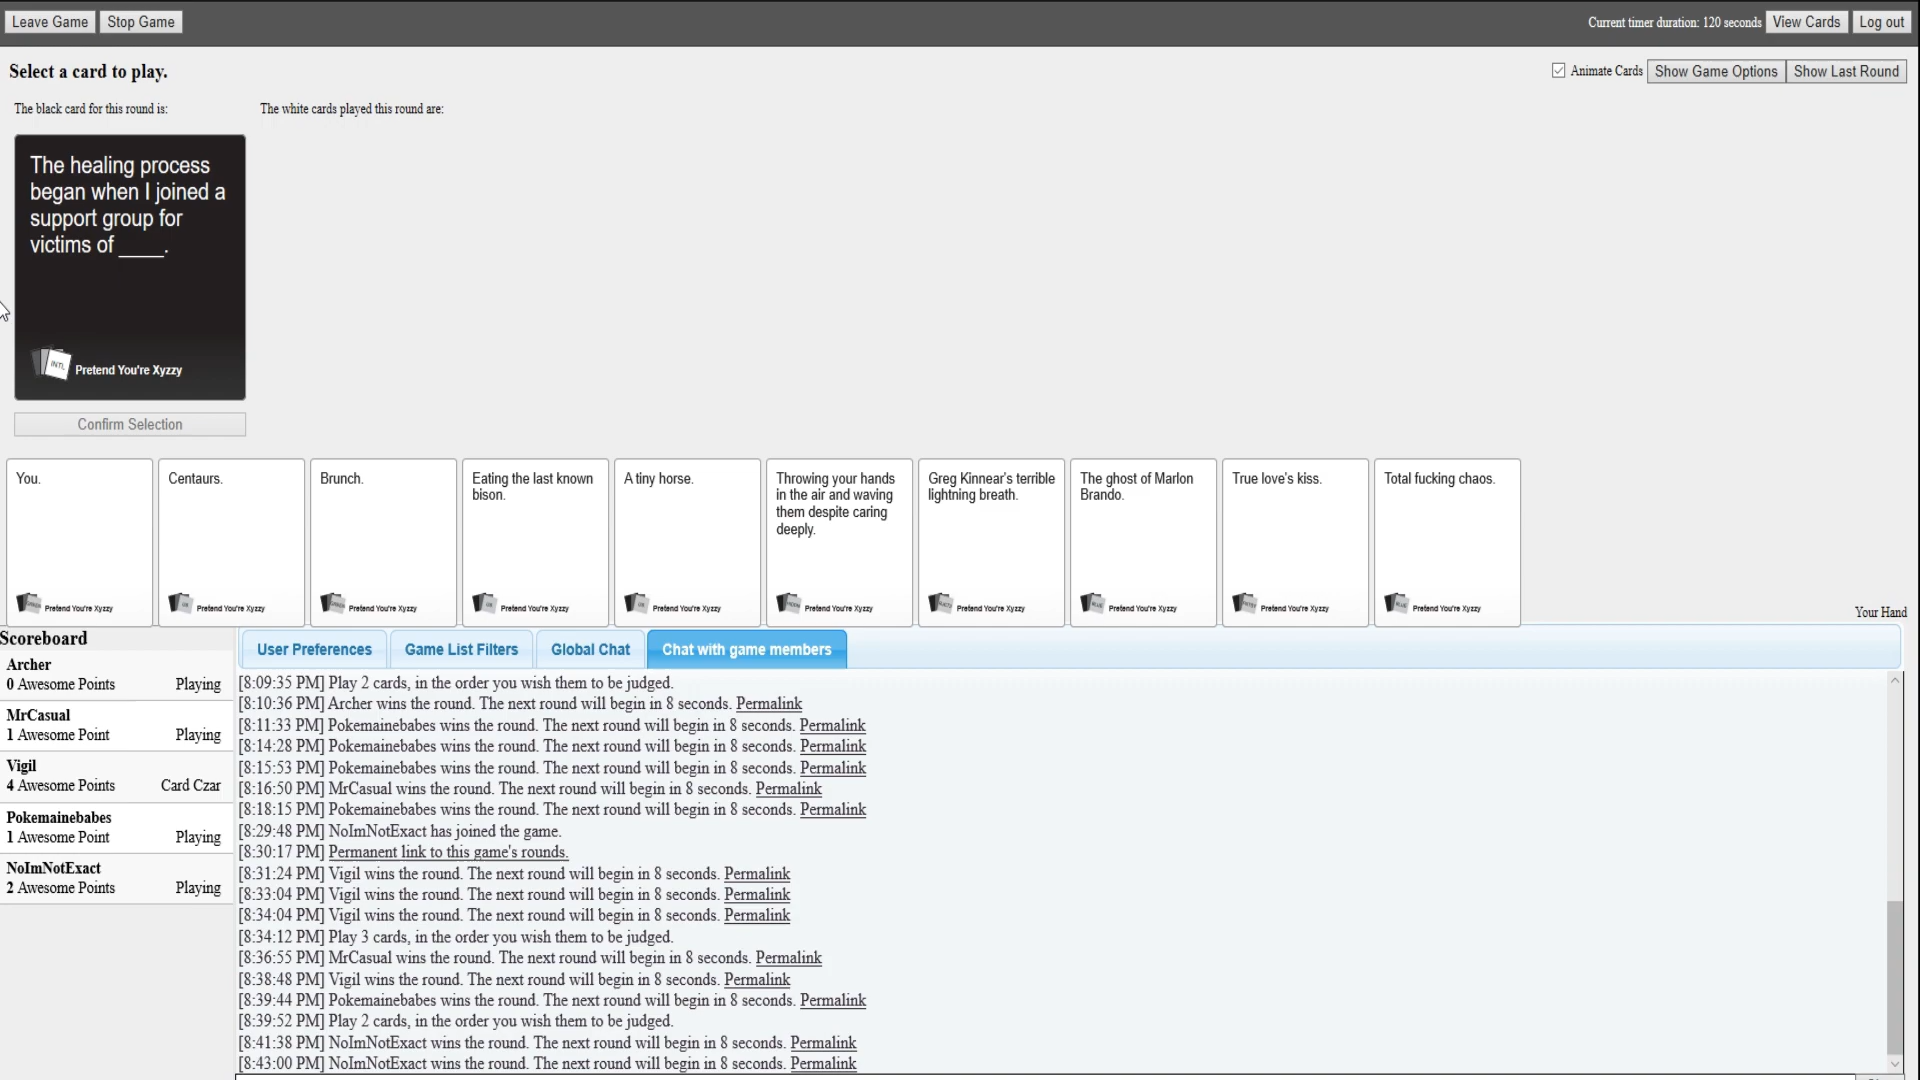 Leave Game Stop Game Current timer duration: 120 seconds View Cards Log out
Select a card to play. Animate Cards Show Game Options Show Last Round
The black card for this round is: The white cards played this round are:
The healing process
began when I joined a
support group for
victims of ____.
INTL Pretend You're Xyzzy
Confirm Selection
You.
Pretend You're Xyzzy
Centaurs.
Pretend You're Xyzzy
Brunch.
Pretend You're Xyzzy
Eating the last known
bison.
Pretend You're Xyzzy
A tiny horse.
Pretend You're Xyzzy
Throwing your hands
in the air and waving
them despite caring
deeply.
Pretend You're Xyzzy
Greg Kinnear's terrible
lightning breath.
Pretend You're Xyzzy
The ghost of Marlon
Brando.
Pretend You're Xyzzy
True love's kiss.
Pretend You're Xyzzy
Total fucking chaos.
Pretend You're Xyzzy
Your Hand
Scoreboard
Archer
0 Awesome Points Playing
MrCasual
1 Awesome Point Playing
Vigil
4 Awesome Points Card Czar
Pokemainebabes
1 Awesome Point Playing
NoImNotExact
2 Awesome Points Playing
User Preferences Game List Filters Global Chat Chat with game members
[8:09:35 PM] Play 2 cards, in the order you wish them to be judged.
[8:10:36 PM] Archer wins the round. The next round will begin in 8 seconds. Permalink
[8:11:33 PM] Pokemainebabes wins the round. The next round will begin in 8 seconds. Permalink
[8:14:28 PM] Pokemainebabes wins the round. The next round will begin in 8 seconds. Permalink
[8:15:53 PM] Pokemainebabes wins the round. The next round will begin in 8 seconds. Permalink
[8:16:50 PM] MrCasual wins the round. The next round will begin in 8 seconds. Permalink
[8:18:15 PM] Pokemainebabes wins the round. The next round will begin in 8 seconds. Permalink
[8:29:48 PM] NoImNotExact has joined the game.
[8:30:17 PM] Permanent link to this game's rounds.
[8:31:24 PM] Vigil wins the round. The next round will begin in 8 seconds. Permalink
[8:33:04 PM] Vigil wins the round. The next round will begin in 8 seconds. Permalink
[8:34:04 PM] Vigil wins the round. The next round will begin in 8 seconds. Permalink
[8:34:12 PM] Play 3 cards, in the order you wish them to be judged.
[8:36:55 PM] MrCasual wins the round. The next round will begin in 8 seconds. Permalink
[8:38:48 PM] Vigil wins the round. The next round will begin in 8 seconds. Permalink
[8:39:44 PM] Pokemainebabes wins the round. The next round will begin in 8 seconds. Permalink
[8:39:52 PM] Play 2 cards, in the order you wish them to be judged.
[8:41:38 PM] NoImNotExact wins the round. The next round will begin in 8 seconds. Permalink
[8:43:00 PM] NoImNotExact wins the round. The next round will begin in 8 seconds. Permalink